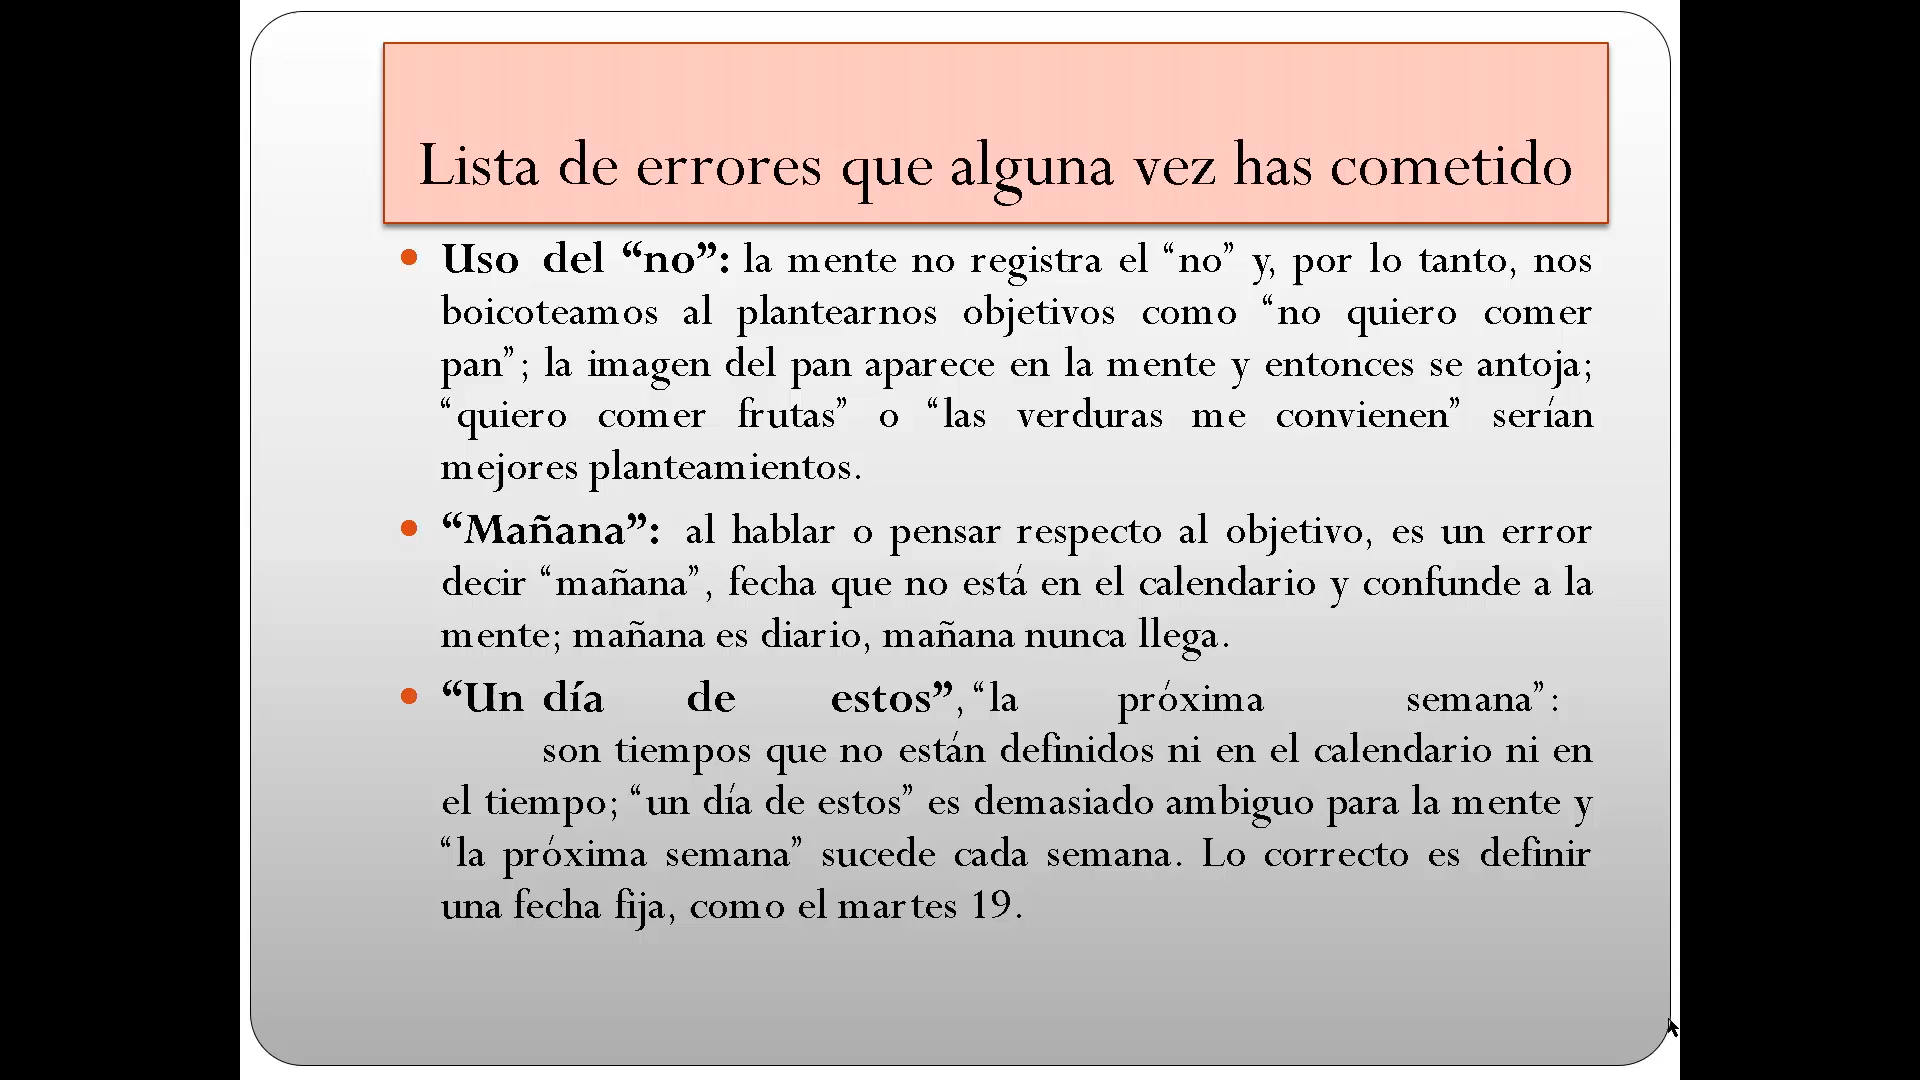 Lista de errores que alguna vez has cometido
• Uso del “no”: la mente no registra el “no” y, por lo tanto, nos
boicoteamos al plantearnos objetivos como “no quiero comer
pan”; la imagen del pan aparece en la mente y entonces se antoja;
“quiero comer frutas” o “las verduras me convienen” serían
mejores planteamientos.
• “Mañana”: al hablar o pensar respecto al objetivo, es un error
decir “mañana”, fecha que no está en el calendario y confunde a la
mente; mañana es diario, mañana nunca llega.
• “Un día de estos”, “la próxima semana”:
son tiempos que no están definidos ni en el calendario ni en
el tiempo; “un día de estos” es demasiado ambiguo para la mente y
“la próxima semana” sucede cada semana. Lo correcto es definir
una fecha fija, como el martes 19.